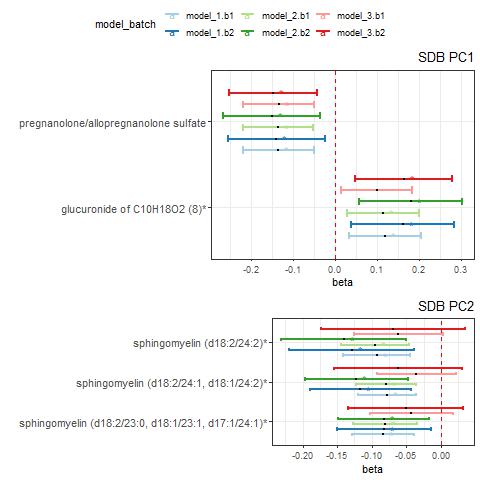 model_batch
a model_1.b1 a model_2.b1 a model_3.b1
a model_1.b2 a model_2.b2 a model_3.b2
SDB PC1
pregnanolone/allopregnanolone sulfate
glucuronide of C10H18O2 (8)*
-0.2 -0.1 0.0 0.1 0.2 0.3
beta
SDB PC2
sphingomyelin (d18:2/24:2)*
sphingomyelin (d18:2/24:1, d18:1/24:2)*
sphingomyelin (d18:2/23:0, d18:1/23:1, d17:1/24:1)*
-0.20 -0.15 -0.10 -0.05 0.00
beta